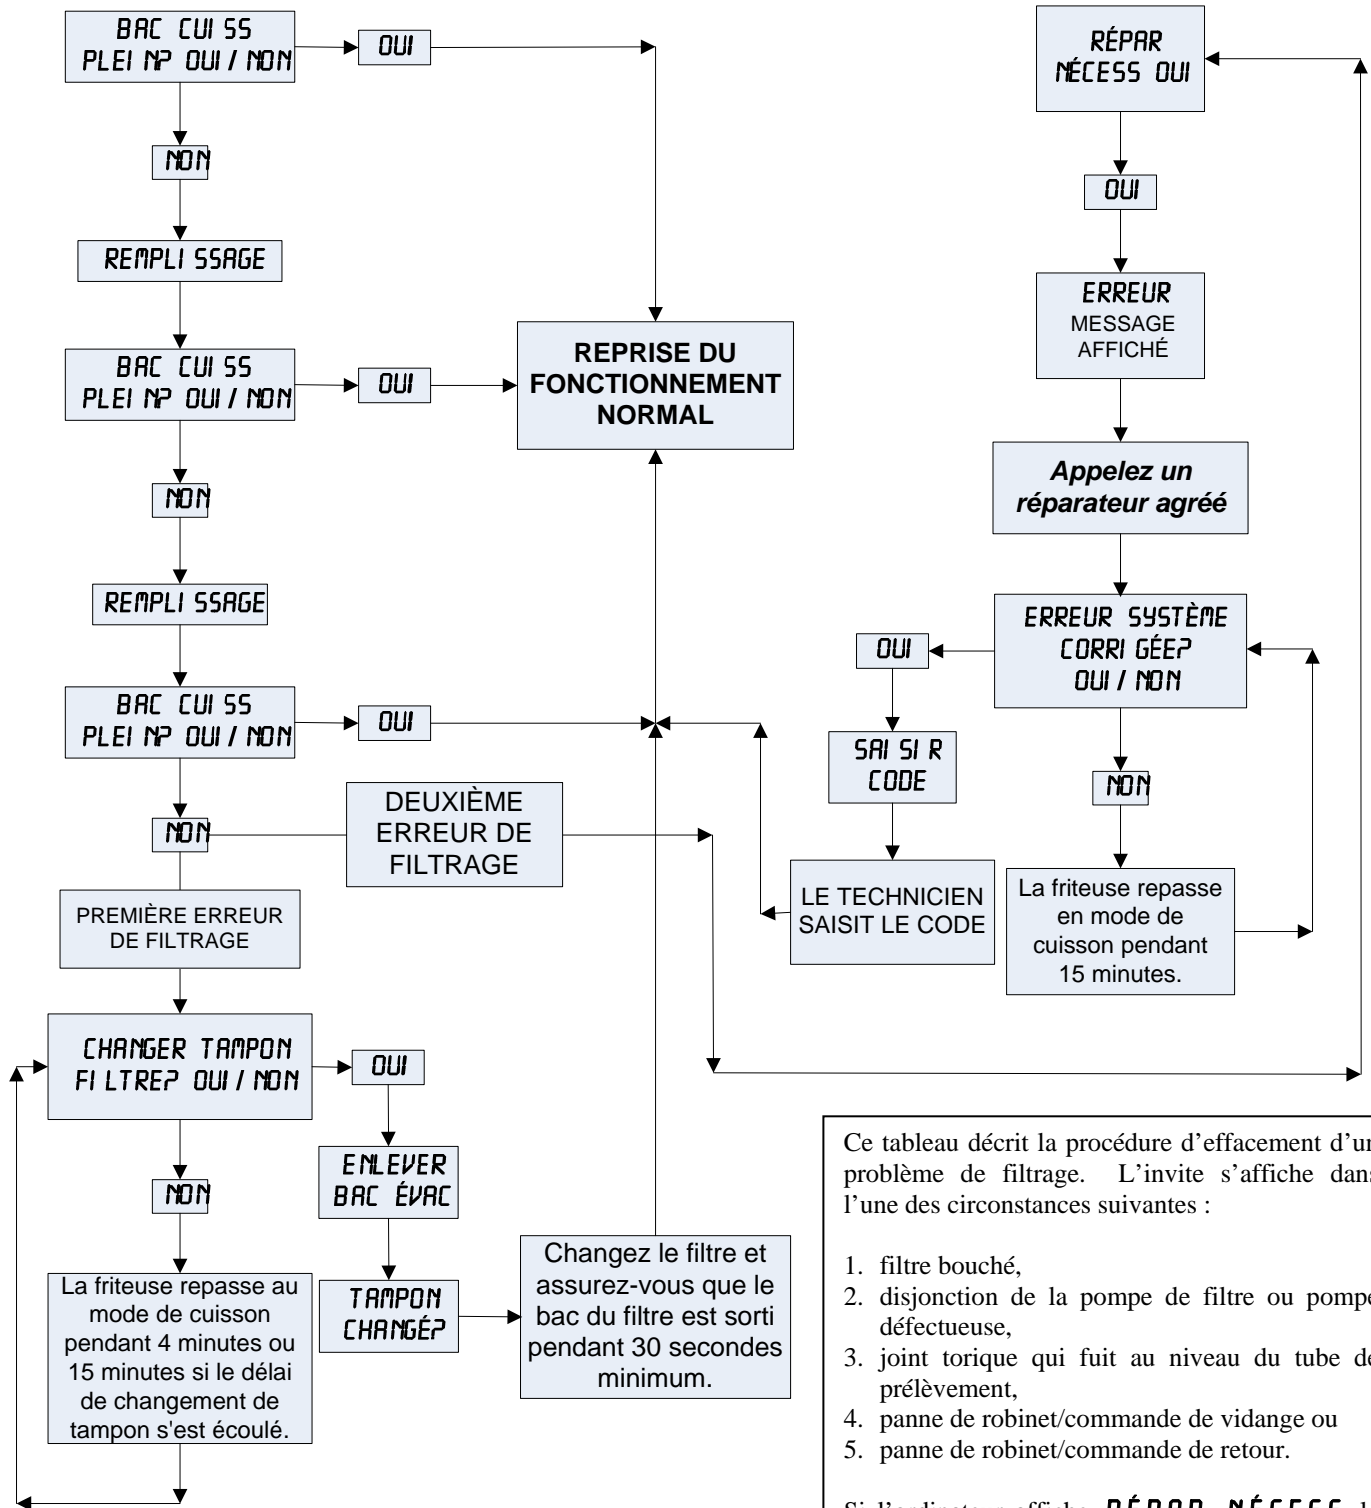 BAC CUISS
PLEIN? OUI / NON
OUI
NON
REMPLISSAGE
BAC CUISS
PLEIN? OUI / NON
OUI
NON
REMPLISSAGE
BAC CUISS
PLEIN? OUI / NON
OUI
NON
DEUXIÈME
ERREUR DE
FILTRAGE
PREMIÈRE ERREUR
DE FILTRAGE
CHANGER TAMPON
FILTRE? OUI / NON
OUI
NON
ENLEVER
BAC ÉVAC
TAMPON
CHANGÉ?
La friteuse repasse au
mode de cuisson
pendant 4 minutes ou
15 minutes si le délai
de changement de
tampon s'est écoulé.
Changez le filtre et
assurez-vous que le
bac du filtre est sorti
pendant 30 secondes
minimum.
REPRISE DU
FONCTIONNEMENT
NORMAL
RÉPAR
NÉCESS OUI
OUI
ERREUR
MESSAGE
AFFICHÉ
Appelez un
réparateur agréé
ERREUR SYSTÈME
CORRIGÉE?
OUI / NON
OUI
SAISIR
CODE
LE TECHNICIEN
SAISIT LE CODE
NON
La friteuse repasse
en mode de
cuisson pendant
15 minutes.
Ce tableau décrit la procédure d’effacement d’un
problème de filtrage. L’invite s’affiche dans
l’une des circonstances suivantes :
1. filtre bouché,
2. disjonction de la pompe de filtre ou pompe
défectueuse,
3. joint torique qui fuit au niveau du tube de
prélèvement,
4. panne de robinet/commande de vidange ou
5. panne de robinet/commande de retour.
Si l’ordinateur affiche RÉPAR NÉCESS